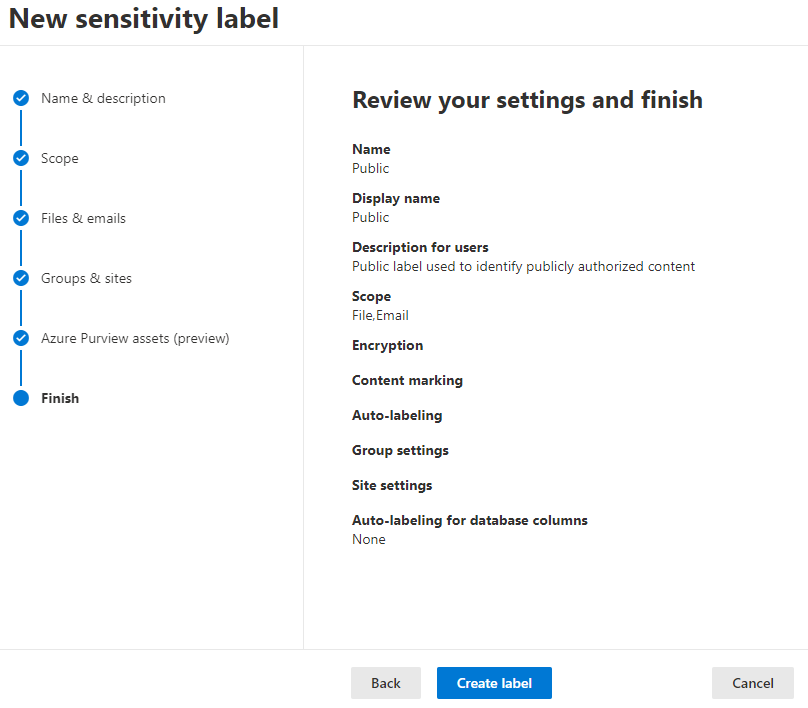 New sensitivity label
Name & description
Scope
Files & emails
Groups & sites
Azure Purview assets (preview)
Finish
Review your settings and finish
Name
Public
Display name
Public
Description for users
Public label used to identify publicly authorized content
Scope
File,Email
Encryption
Content marking
Auto-labeling
Group settings
Site settings
Auto-labeling for database columns
None
Back
Create label
Cancel